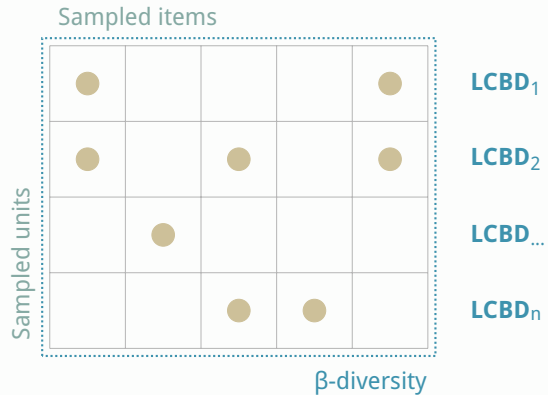 Sampled items
LCBD1
LCBD2
Sampled units
LCBD...
LCBDn
β-diversity